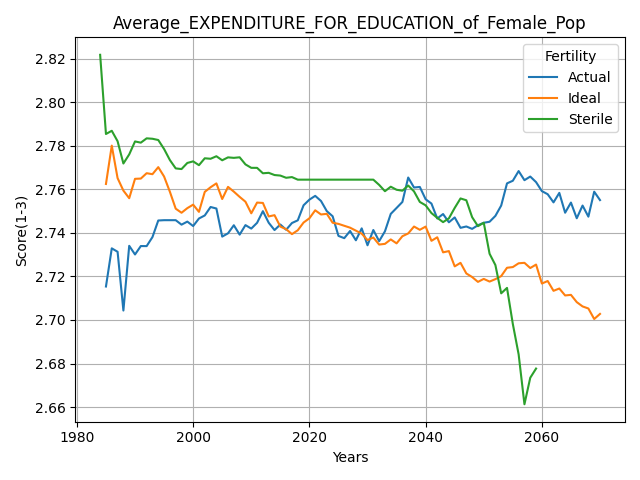 Average_EXPENDITURE_FOR_EDUCATION_of_Female_Pop
Fertility
Actual
Ideal
Sterile
Score(1-3)
2.82
2.80
2.78
2.76
2.74
2.72
2.70
2.68
2.66
1980 2000 2020 2040 2060
Years